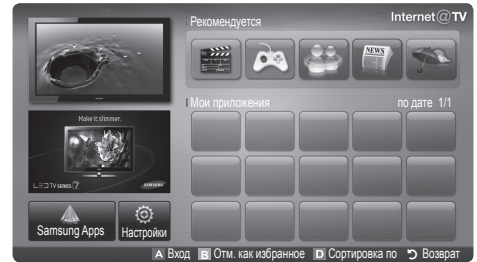 Рекомендуется
Internet@TV
NEWS
Мои приложения
по дате 1/1
Make it slimmer.
LED TV SERIES 7
SAMSUNG
Samsung Apps
Настройки
A Вход B Отм. как избранное D Сортировка по Возврат